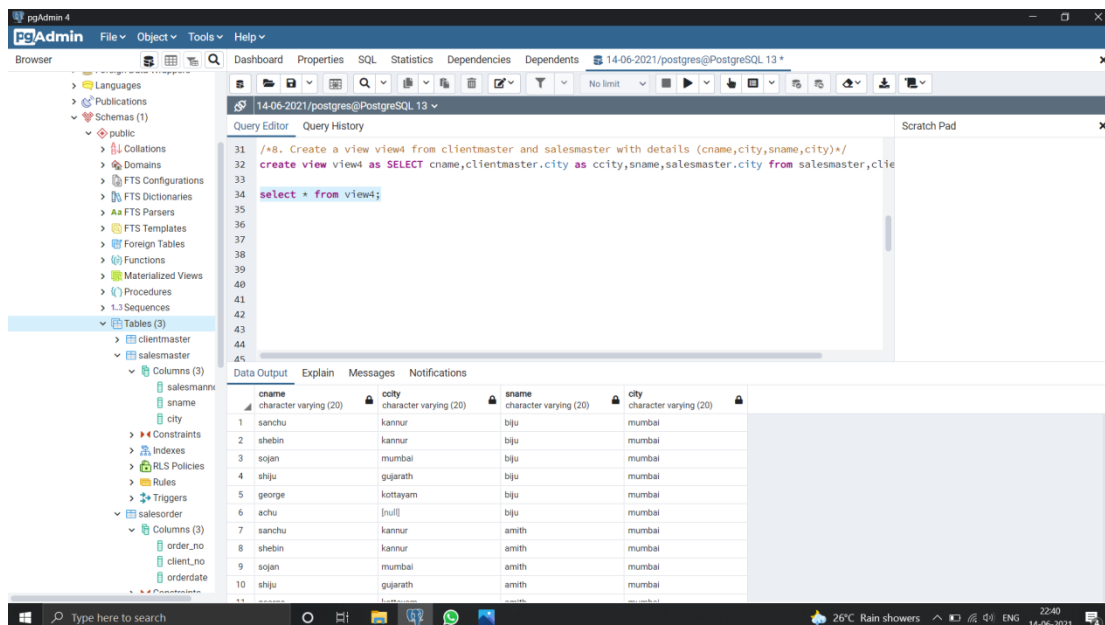 pgAdmin 4
pgAdmin File Object Tools Help
Browser
Dashboard Properties SQL Statistics Dependencies Dependents 14-06-2021/postgres@PostgreSQL 13 *
No limit
14-06-2021/postgres@PostgreSQL 13
Query Editor Query History
Scratch Pad
Languages
Publications
Schemas (1)
public
Collations
Domains
FTS Configurations
FTS Dictionaries
FTS Parsers
FTS Templates
Foreign Tables
Functions
Materialized Views
Procedures
1..3 Sequences
Tables (3)
clientmaster
salesmaster
Columns (3)
salesmann
sname
city
Constraints
Indexes
RLS Policies
Rules
Triggers
salesorder
Columns (3)
order_no
client_no
orderdate
31 /*8. Create a view view4 from clientmaster and salesmaster with details (cname,city,sname,city)*/
32 create view view4 as SELECT cname,clientmaster.city as ccity,sname,salesmaster.city from salesmaster,clie
33
34 select * from view4;
35
36
37
38
39
40
41
42
43
44
45
Data Output Explain Messages Notifications
cname character varying (20) ccity character varying (20) sname character varying (20) city character varying (20)
1 sanchu kannur biju mumbai
2 shebin kannur biju mumbai
3 sojan mumbai biju mumbai
4 shiju gujarath biju mumbai
5 george kottayam biju mumbai
6 achu [null] biju mumbai
7 sanchu kannur amith mumbai
8 shebin kannur amith mumbai
9 sojan mumbai amith mumbai
10 shiju gujarath amith mumbai
Type here to search
26°C Rain showers ENG 22:40
14-06-2021